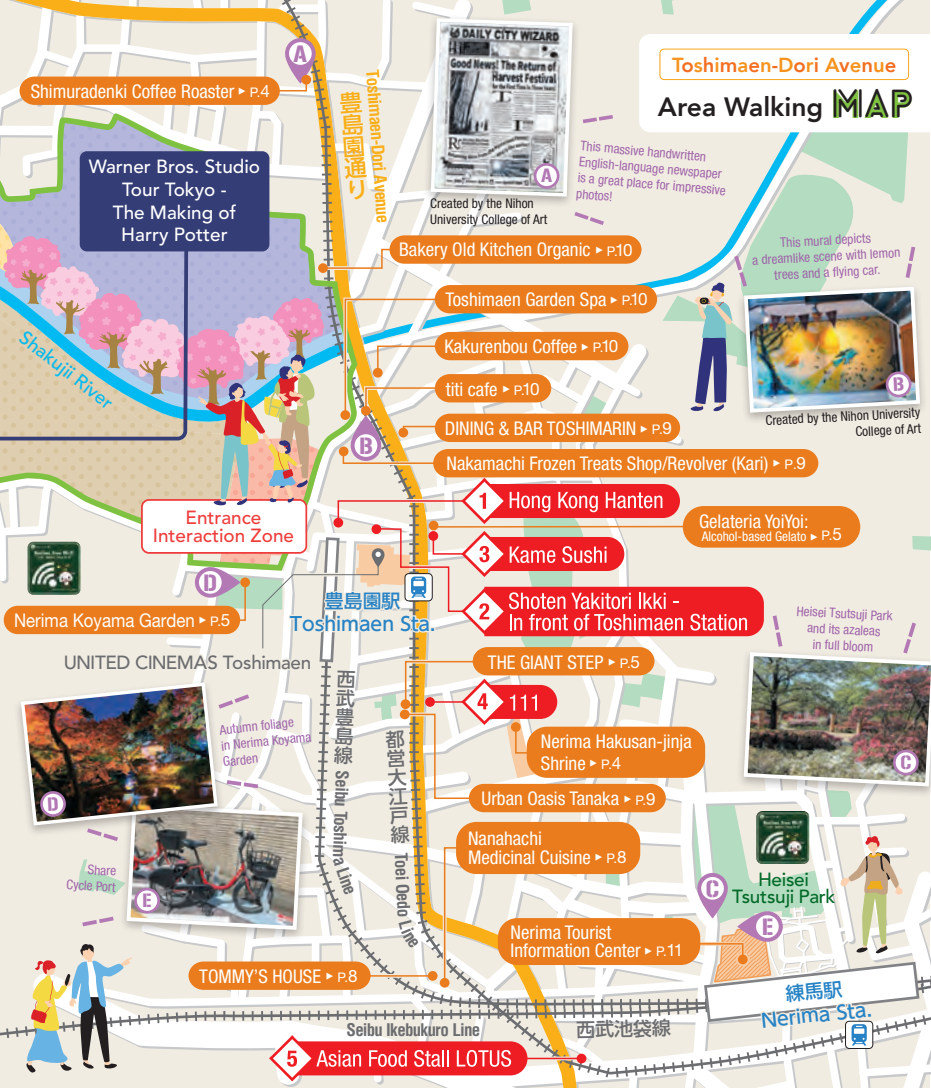 Toshimaen-Dori Avenue
Area Walking MAP
A
Shimuradenki Coffee Roaster ▸ P.4
Toshimaen-Dori Avenue
豊島園通り
DAILY CITY WIZARD
Good News! The Return of
Harvest Festival
for the First Time in Three Years!
A
Created by the Nihon
University College of Art
This massive handwritten
English-language newspaper
is a great place for impressive
photos!
Warner Bros. Studio
Tour Tokyo -
The Making of
Harry Potter
Bakery Old Kitchen Organic ▸ P.10
This mural depicts
a dreamlike scene with lemon
trees and a flying car.
B
Created by the Nihon University
College of Art
Toshimaen Garden Spa ▸ P.10
Shakujii River
Kakurenbou Coffee ▸ P.10
titi cafe ▸ P.10
DINING & BAR TOSHIMARIN ▸ P.9
B
Nakamachi Frozen Treats Shop/Revolver (Kari) ▸ P.9
1 Hong Kong Hanten
Entrance
Interaction Zone
Gelateria YoiYoi:
Alcohol-based Gelato ▸ P.5
3 Kame Sushi
D
豊島園駅
Toshimaen Sta.
2 Shoten Yakitori Ikki -
In front of Toshimaen Station
Nerima Koyama Garden ▸ P.5
UNITED CINEMAS Toshimaen
Heisei Tsutsuji Park
and its azaleas
in full bloom
C
THE GIANT STEP ▸ P.5
4 111
西武豊島線 Seibu Toshima Line
都営大江戸線 Toei Oedo Line
Autumn foliage
in Nerima Koyama
Garden
D
Nerima Hakusan-jinja
Shrine ▸ P.4
Urban Oasis Tanaka ▸ P.9
Nanahachi
Medicinal Cuisine ▸ P.8
Share
Cycle Port
E
C
Heisei
Tsutsuji Park
E
Nerima Tourist
Information Center ▸ P.11
TOMMY'S HOUSE ▸ P.8
練馬駅
Nerima Sta.
Seibu Ikebukuro Line
西武池袋線
5 Asian Food Stall LOTUS